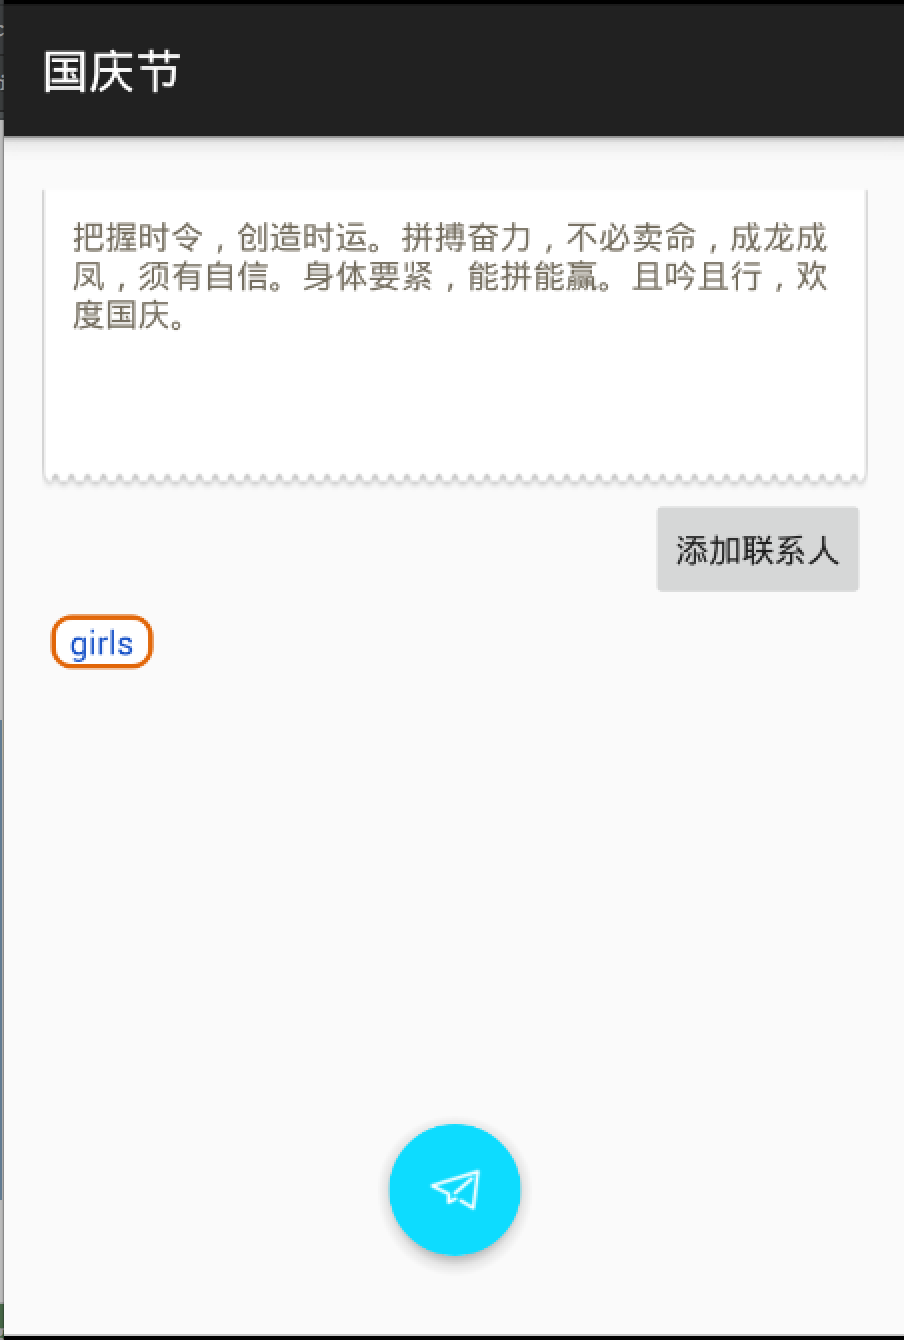 国庆节
把握时令，创造时运。拼搏奋力，不必卖命，成龙成
凤，须有自信。身体要紧，能拼能赢。且吟且行，欢
度国庆。
添加联系人
girls